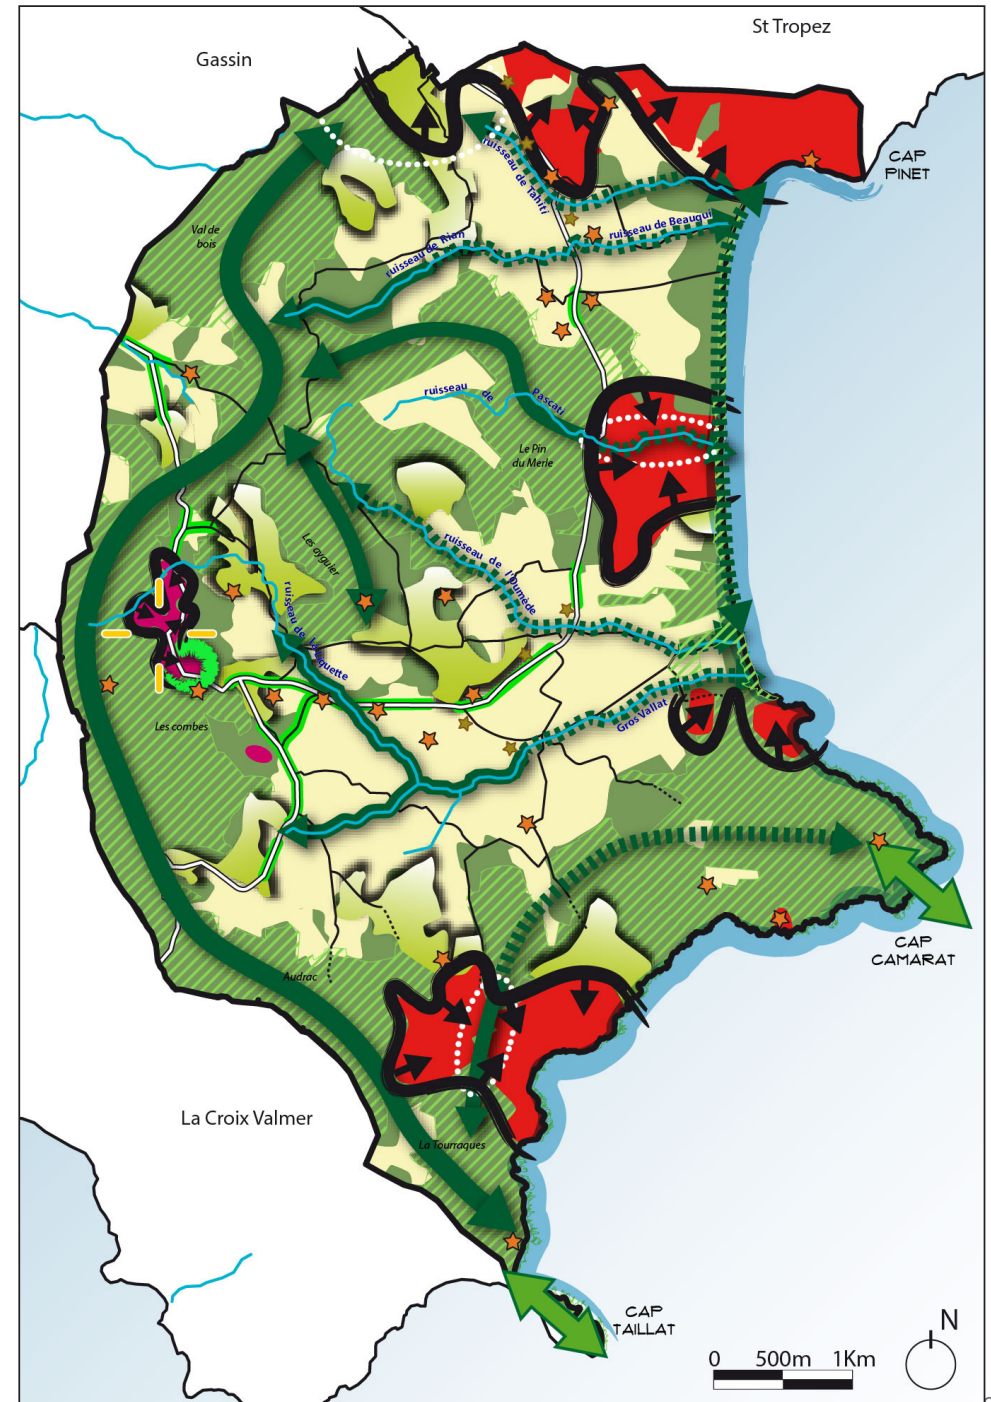 St Tropez
Gassin
CAP
PINET
ruisseau de Tahiti
Val de
bois
ruisseau de Beauqui
ruisseau de Rian
ruisseau de Pascati
Le Pin
du Merle
Les ayguier
ruisseau de l'Oumède
ruisseau de
Gros Vallat
Les combes
CAP
CAMARAT
Audrac
La Croix Valmer
La Tourraques
CAP
TAILLAT
N
0 500m 1Km